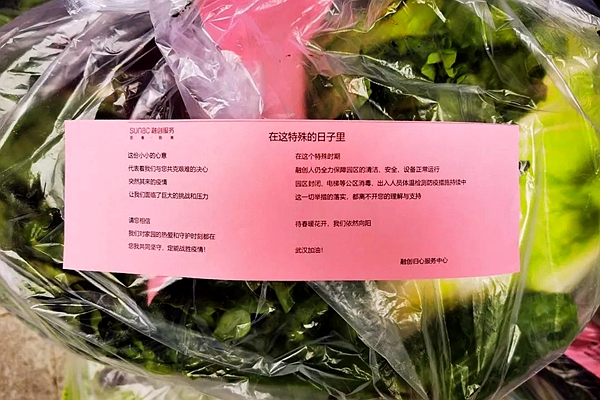 sunac 融创服务
在这特殊的日子里
这份小小的心意
代表着我们与您共克艰难的决心
突然其来的疫情
让我们面临了巨大的挑战和压力
请您相信
我们对家园的热爱和守护时刻都在
您我共同坚守，定能战胜疫情！
在这个特殊时期
融创人仍全力保障园区的清洁、安全、设备正常运行
园区封闭、电梯等公区消毒、出入人员体温检测防疫措施持续中
这一切举措的落实，都离不开您的理解与支持
待春暖花开，我们依然向阳
武汉加油！
融创归心服务中心